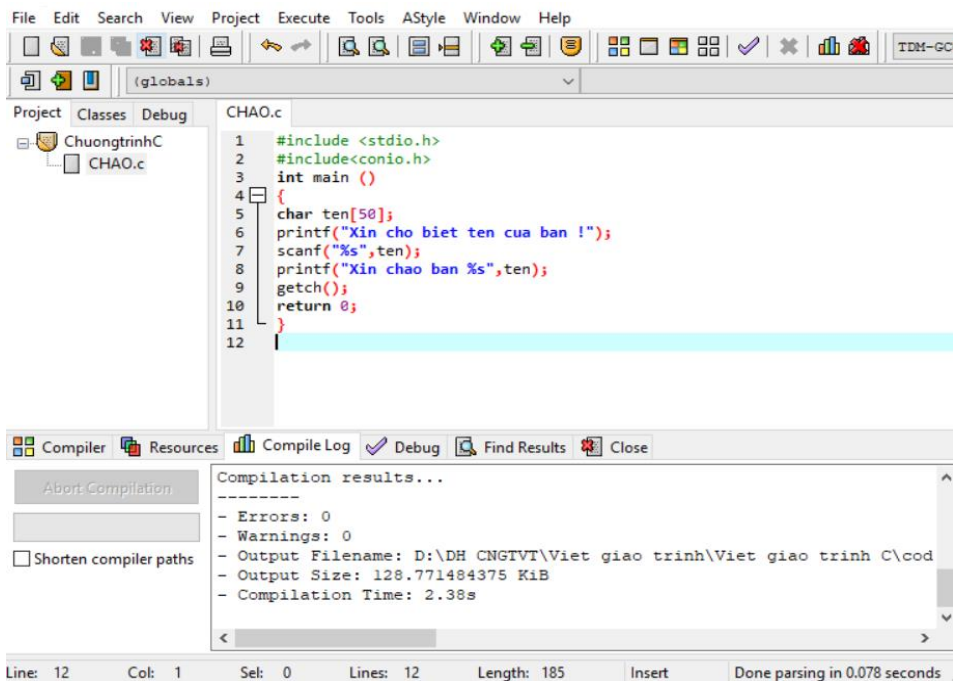 File Edit Search View Project Execute Tools AStyle Window Help
TDM-GC
(globals)
Project Classes Debug
CHAO.c
ChuongtrinhC
CHAO.c
1 #include <stdio.h>
2 #include<conio.h>
3 int main ()
4 {
5 char ten[50];
6 printf("Xin cho biet ten cua ban !");
7 scanf("%s",ten);
8 printf("Xin chao ban %s",ten);
9 getch();
10 return 0;
11 }
12
Compiler Resources Compile Log Debug Find Results Close
Abort Compilation
Shorten compiler paths
Compilation results...
--------
- Errors: 0
- Warnings: 0
- Output Filename: D:\DH CNGTVT\Viet giao trinh\Viet giao trinh C\cod
- Output Size: 128.771484375 KiB
- Compilation Time: 2.38s
Line: 12 Col: 1 Sel: 0 Lines: 12 Length: 185 Insert Done parsing in 0.078 seconds